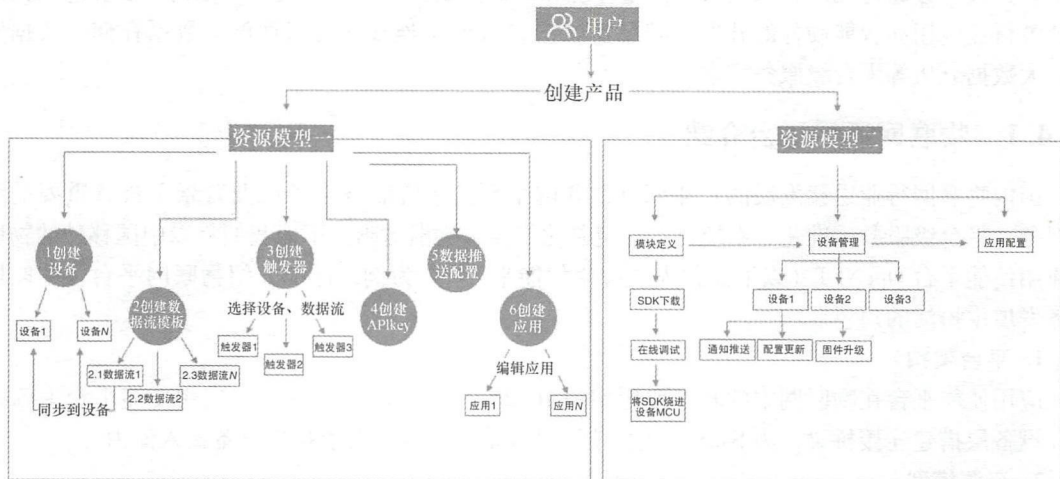 用户
创建产品
资源模型一
1创建
设备
设备1
设备N
2创建数
据流模板
2.1数据流1
2.2数据流2
2.3数据流N
同步到设备
3创建
触发器
选择设备、数据流
触发器1
触发器2
触发器3
4创建
APIkey
5数据推
送配置
6创建
应用
编辑应用
应用1
应用N
资源模型二
模块定义
SDK下载
在线调试
将SDK烧进
设备MCU
设备管理
设备1
设备2
设备3
通知推送
配置更新
固件升级
应用配置